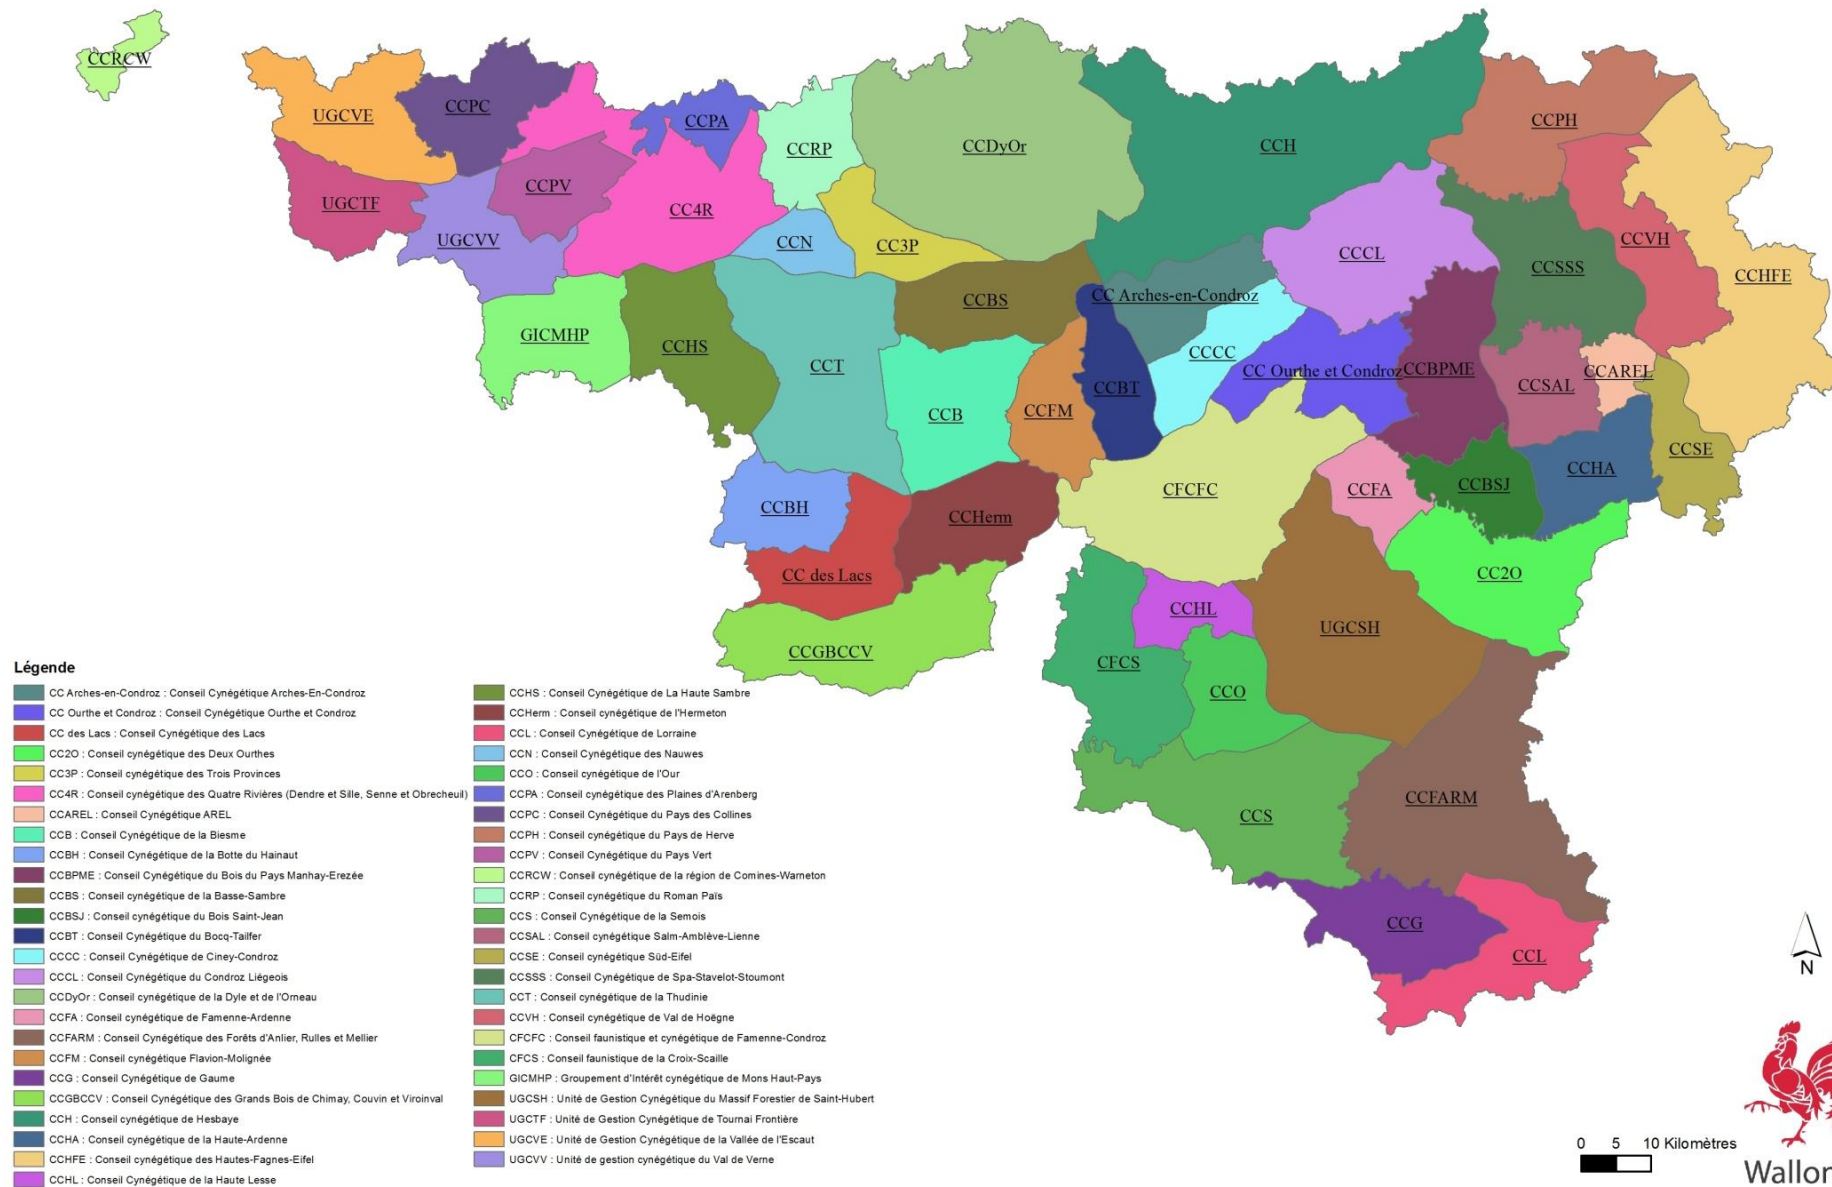 CCRCW
UGCVE
CCPC
CCPA
CCRP
CCDyOr
CCH
CCPH
UGCTF
CCPV
CC4R
UGCVV
CCN
CC3P
CCCL
CCSSS
CCVH
CCHFE
GICMHP
CCHS
CCT
CCBS
CC Arches-en-Condroz
CCCC
CCB
CCFM
CCBT
CC Ourthe et Condroz
CCBPME
CCSAL
CCAREL
CCBH
CCHerm
CFCFC
CCFA
CCBSJ
CCHA
CCSE
CC des Lacs
CCGBCCV
CFCS
CCHL
CCO
UGCSH
CC2O
CCS
CCFARM
CCG
CCL
Légende
CC Arches-en-Condroz : Conseil Cynégétique Arches-En-Condroz
CC Ourthe et Condroz : Conseil Cynégétique Ourthe et Condroz
CC des Lacs : Conseil Cynégétique des Lacs
CC2O : Conseil cynégétique des Deux Ourthes
CC3P : Conseil cynégétique des Trois Provinces
CC4R : Conseil cynégétique des Quatre Rivières (Dendre et Sille, Senne et Obrecheuil)
CCAREL : Conseil Cynégétique AREL
CCB : Conseil Cynégétique de la Biesme
CCBH : Conseil Cynégétique de la Botte du Hainaut
CCBPME : Conseil Cynégétique du Bois du Pays Manhay-Erezée
CCBS : Conseil cynégétique de la Basse-Sambre
CCBSJ : Conseil cynégétique du Bois Saint-Jean
CCBT : Conseil Cynégétique du Bocq-Tailfer
CCCC : Conseil Cynégétique de Ciney-Condroz
CCCL : Conseil Cynégétique du Condroz Liégeois
CCDyOr : Conseil cynégétique de la Dyle et de l'Orneau
CCFA : Conseil cynégétique de Famenne-Ardenne
CCFARM : Conseil Cynégétique des Forêts d'Anlier, Rulles et Mellier
CCFM : Conseil cynégétique Flavion-Molignée
CCG : Conseil Cynégétique de Gaume
CCGBCCV : Conseil Cynégétique des Grands Bois de Chimay, Couvin et Viroinval
CCH : Conseil cynégétique de Hesbaye
CCHA : Conseil cynégétique de la Haute-Ardenne
CCHFE : Conseil cynégétique des Hautes-Fagnes-Eifel
CCHL : Conseil Cynégétique de la Haute Lesse
CCHS : Conseil Cynégétique de La Haute Sambre
CCHerm : Conseil cynégétique de l'Hermeton
CCL : Conseil Cynégétique de Lorraine
CCN : Conseil Cynégétique des Nauwes
CCO : Conseil cynégétique de l'Our
CCPA : Conseil cynégétique des Plaines d'Arenberg
CCPC : Conseil Cynégétique du Pays des Collines
CCPH : Conseil cynégétique du Pays de Herve
CCPV : Conseil Cynégétique du Pays Vert
CCRCW : Conseil cynégétique de la région de Comines-Warneton
CCRP : Conseil cynégétique du Roman Païs
CCS : Conseil Cynégétique de la Semois
CCSAL : Conseil cynégétique Salm-Amblève-Lienne
CCSE : Conseil cynégétique Süd-Eifel
CCSSS : Conseil Cynégétique de Spa-Stavelot-Stoumont
CCT : Conseil cynégétique de la Thudinie
CCVH : Conseil cynégétique de Val de Hoëgne
CFCFC : Conseil faunistique et cynégétique de Famenne-Condroz
CFCS : Conseil faunistique de la Croix-Scaille
GICMHP : Groupement d'Intérêt cynégétique de Mons Haut-Pays
UGCSH : Unité de Gestion Cynégétique du Massif Forestier de Saint-Hubert
UGCTF : Unité de Gestion Cynégétique de Tournai Frontière
UGCVE : Unité de Gestion Cynégétique de la Vallée de l'Escaut
UGCVV : Unité de gestion cynégétique du Val de Verne
N
0 5 10 Kilomètres
Wallon